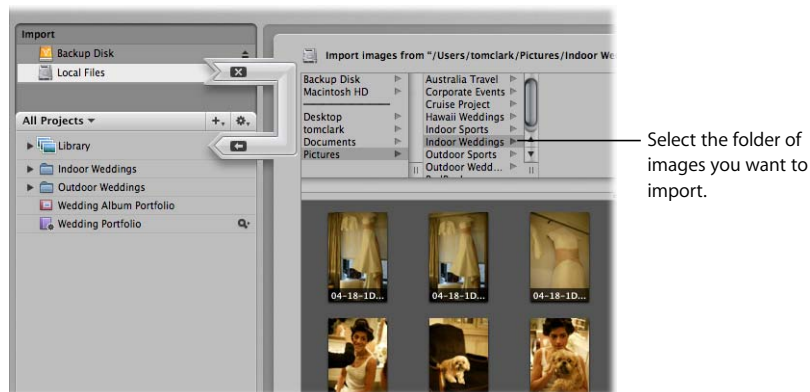 Import
Backup Disk
Local Files
All Projects
Library
Indoor Weddings
Outdoor Weddings
Wedding Album Portfolio
Wedding Portfolio
Import images from "/Users/tomclark/Pictures/Indoor We
Backup Disk
Macintosh HD
Desktop
tomclark
Documents
Pictures
Australia Travel
Corporate Events
Cruise Project
Hawaii Weddings
Indoor Sports
Indoor Weddings
Outdoor Sports
Outdoor Wedd...
04-18-1D...
04-18-1D...
04-18-1D...
Select the folder of
images you want to
import.